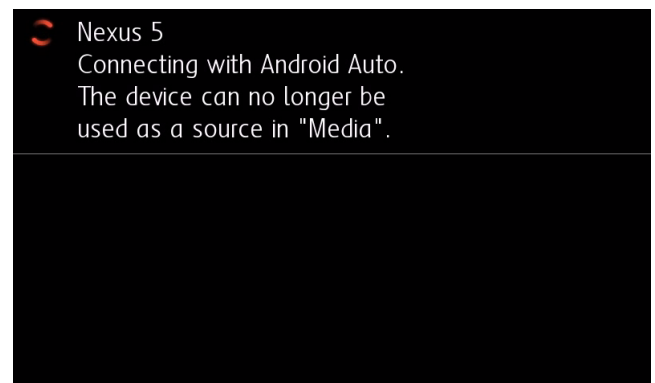 Nexus 5
Connecting with Android Auto.
The device can no longer be
used as a source in "Media".